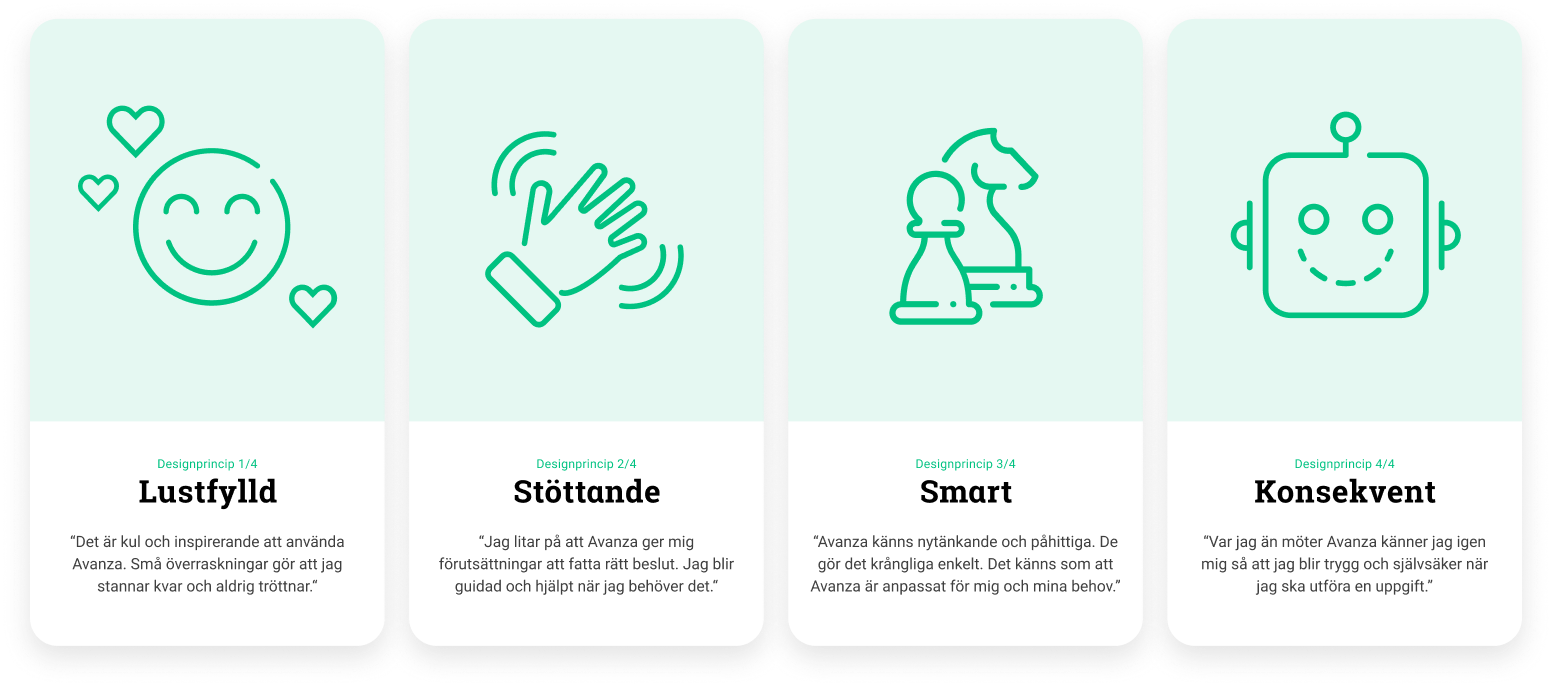 Designprincip 1/4
Lustfylld
“Det är kul och inspirerande att använda
Avanza. Små överraskningar gör att jag
stannar kvar och aldrig tröttnar.“
Designprincip 2/4
Stöttande
“Jag litar på att Avanza ger mig
förutsättningar att fatta rätt beslut. Jag blir
guidad och hjälpt när jag behöver det.“
Designprincip 3/4
Smart
“Avanza känns nytänkande och påhittiga. De
gör det krångliga enkelt. Det känns som att
Avanza är anpassat för mig och mina behov.”
Designprincip 4/4
Konsekvent
“Var jag än möter Avanza känner jag igen
mig så att jag blir trygg och självsäker när
jag ska utföra en uppgift.”